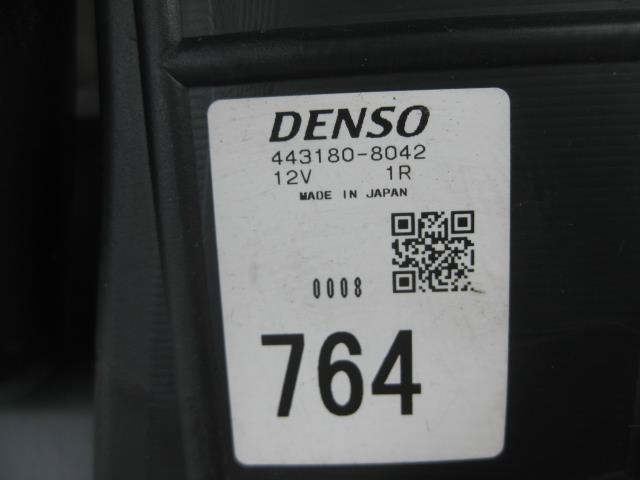 DENSO
443180-8042
12V 1R
MADE IN JAPAN
0008
764